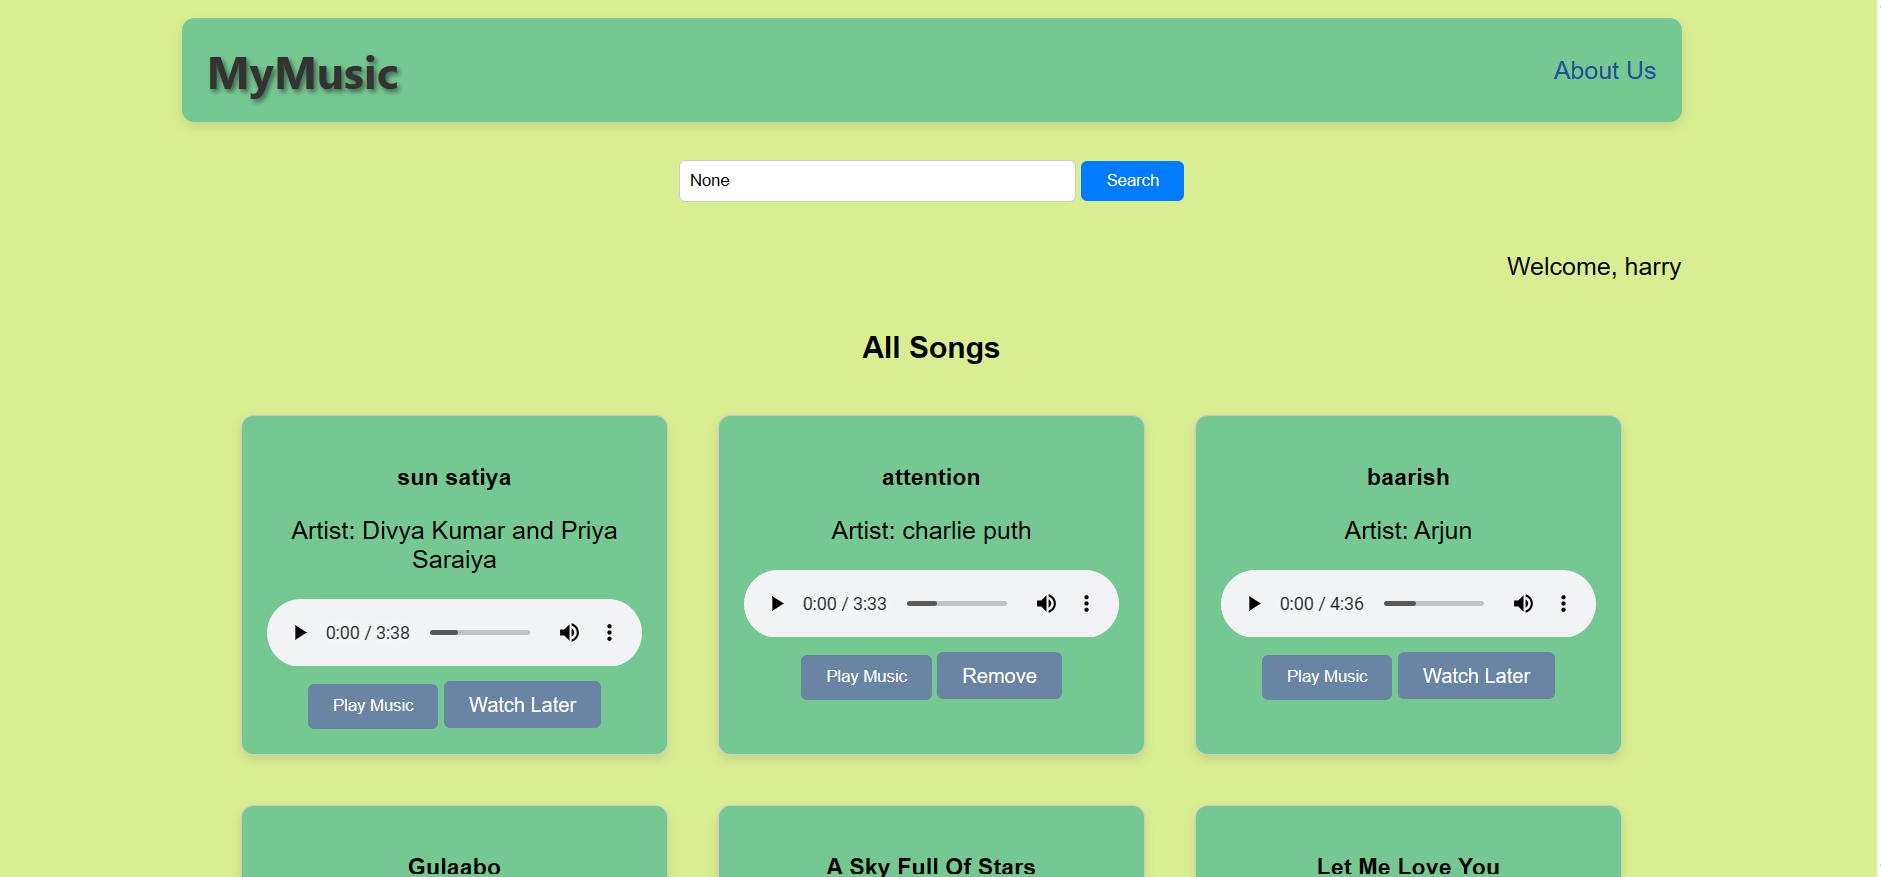 MyMusic
About Us
None
Search
Welcome, harry
All Songs
sun satiya
Artist: Divya Kumar and Priya
Saraiya
0:00 / 3:38
Play Music
Watch Later
attention
Artist: charlie puth
0:00 / 3:33
Play Music
Remove
baarish
Artist: Arjun
0:00 / 4:36
Play Music
Watch Later
Gulaabo
A Sky Full Of Stars
Let Me Love You